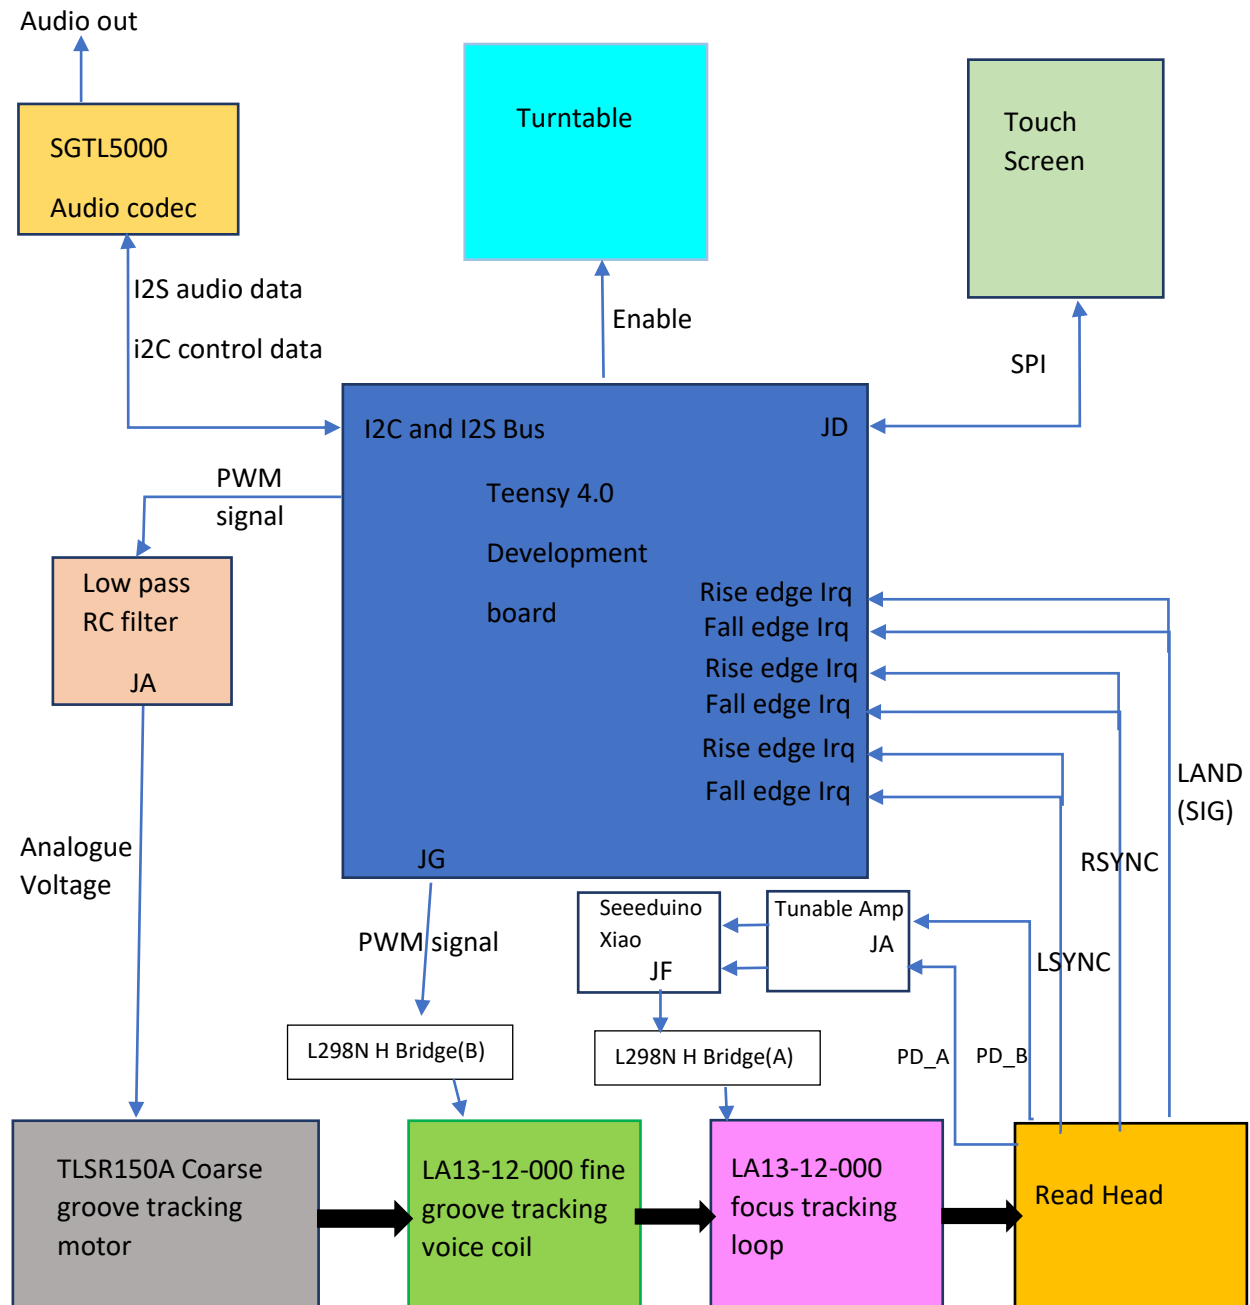 Audio out
SGTL5000
Audio codec
Turntable
Touch
Screen
I2S audio data
i2C control data
Enable
SPI
I2C and I2S Bus
JD
Teensy 4.0
Development
board
PWM
signal
Low pass
RC filter
JA
Rise edge Irq
Fall edge Irq
Rise edge Irq
Fall edge Irq
Rise edge Irq
Fall edge Irq
LAND
(SIG)
RSYNC
LSYNC
Analogue
Voltage
JG
PWM signal
Seeeduino
Xiao
JF
Tunable Amp
JA
L298N H Bridge(B)
L298N H Bridge(A)
PD_A
PD_B
TLSR150A Coarse
groove tracking
motor
LA13-12-000 fine
groove tracking
voice coil
LA13-12-000
focus tracking
loop
Read Head